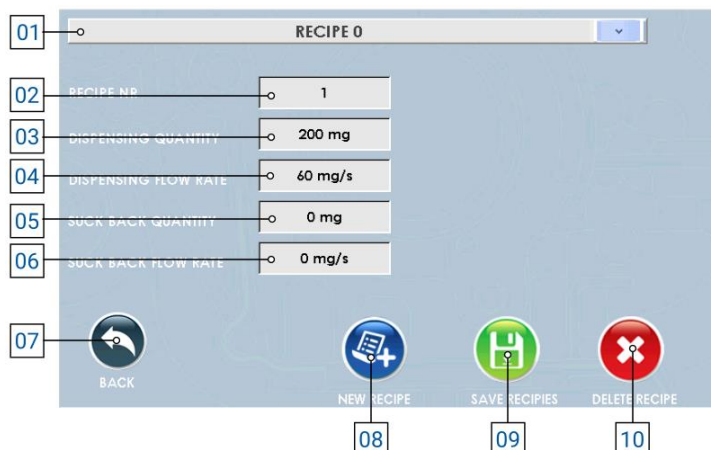 01 RECIPE 0
02 RECIPE NR 1
03 DISPENSING QUANTITY 200 mg
04 DISPENSING FLOW RATE 60 mg/s
05 SUCK BACK QUANTITY 0 mg
06 SUCK BACK FLOW RATE 0 mg/s
07
BACK
NEW RECIPE SAVE RECIPIES DELETE RECIPE
08 09 10